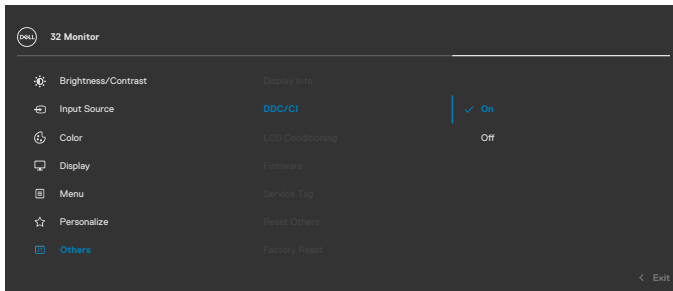 DELL
32 Monitor
Brightness/Contrast
Display Info
Input Source
DDC/CI
On
Color
LCD Conditioning
Off
Display
Firmware
Menu
Service Tag
Personalize
Reset Others
Others
Factory Reset
Exit